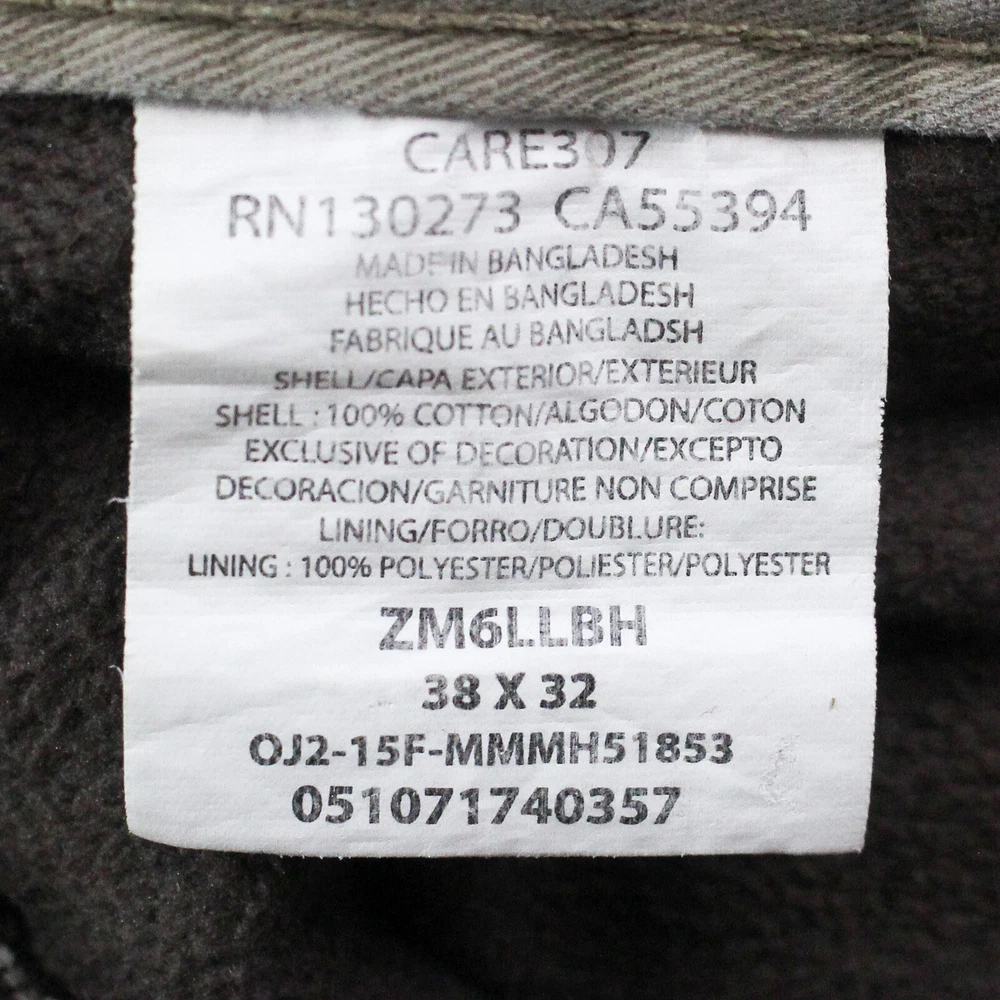 CARE307
RN130273 CA55394
MADE IN BANGLADESH
HECHO EN BANGLADESH
FABRIQUE AU BANGLADSH
SHELL/CAPA EXTERIOR/EXTERIEUR
SHELL : 100% COTTON/ALGODON/COTON
EXCLUSIVE OF DECORATION/EXCEPTO
DECORACION/GARNITURE NON COMPRISE
LINING/FORRO/DOUBLURE:
LINING : 100% POLYESTER/POLIESTER/POLYESTER
ZM6LLBH
38 X 32
OJ2-15F-MMMH51853
051071740357